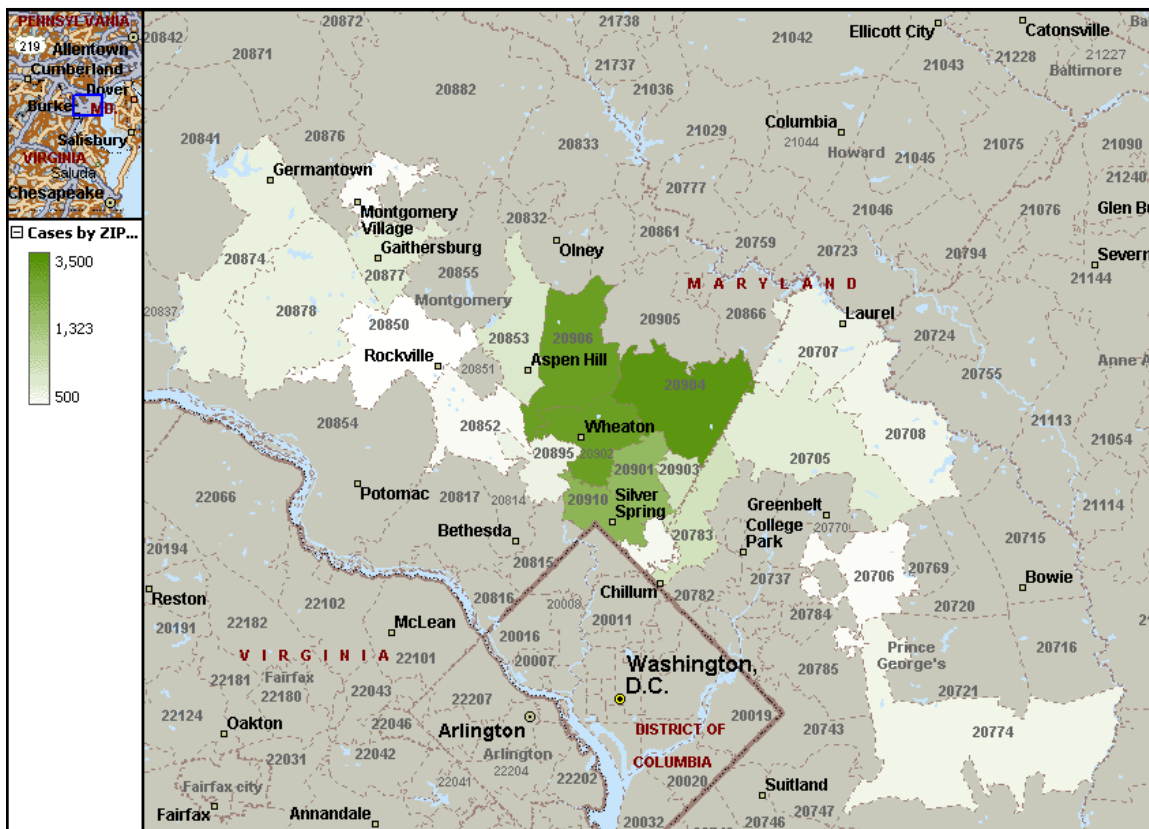 PENNSYLVANIA
219
Allentown
Cumberland
Dover
Burke
MD.
Salisbury
VIRGINIA
Saluda
Chesapeake
Cases by ZIP...
3,500
1,323
500
20872
21738
Ellicott City
Catonsville
20842
21042
20871
21043
21228
21227
Baltimore
21737
20882
21036
Columbia
20841
20876
20833
21029
21044
Howard
21045
21075
21090
Germantown
20777
21240
Montgomery
Village
20832
20861
21046
21076
Glen Bu
Gaithersburg
Olney
20759
20723
20794
Severn
20874
20877
20855
21144
Montgomery
MARYLAND
20837
20878
20850
20853
20906
20905
20866
Laurel
20724
Rockville
20851
Aspen Hill
20707
Anne A
20904
20755
20854
20852
Wheaton
21113
20895
20902
20708
21054
20901
20903
20705
22066
Potomac
20817
20814
20910
Silver
Spring
Greenbelt
21114
Bethesda
College
Park
20770
20783
20715
20194
20815
20737
20706
20769
Bowie
Reston
22102
20816
20008
Chillum
20782
20784
20720
20191
22182
McLean
20016
20011
VIRGINIA
22101
20007
Prince
George's
20716
22181
Fairfax
22180
22043
Washington,
D.C.
20785
20721
22124
22207
Oakton
22046
Arlington
20019
20743
20774
22031
22042
Arlington
DISTRICT OF
COLUMBIA
Fairfax city
22041
22204
22202
20020
Suitland
Fairfax
Annandale
20032
20746
20747